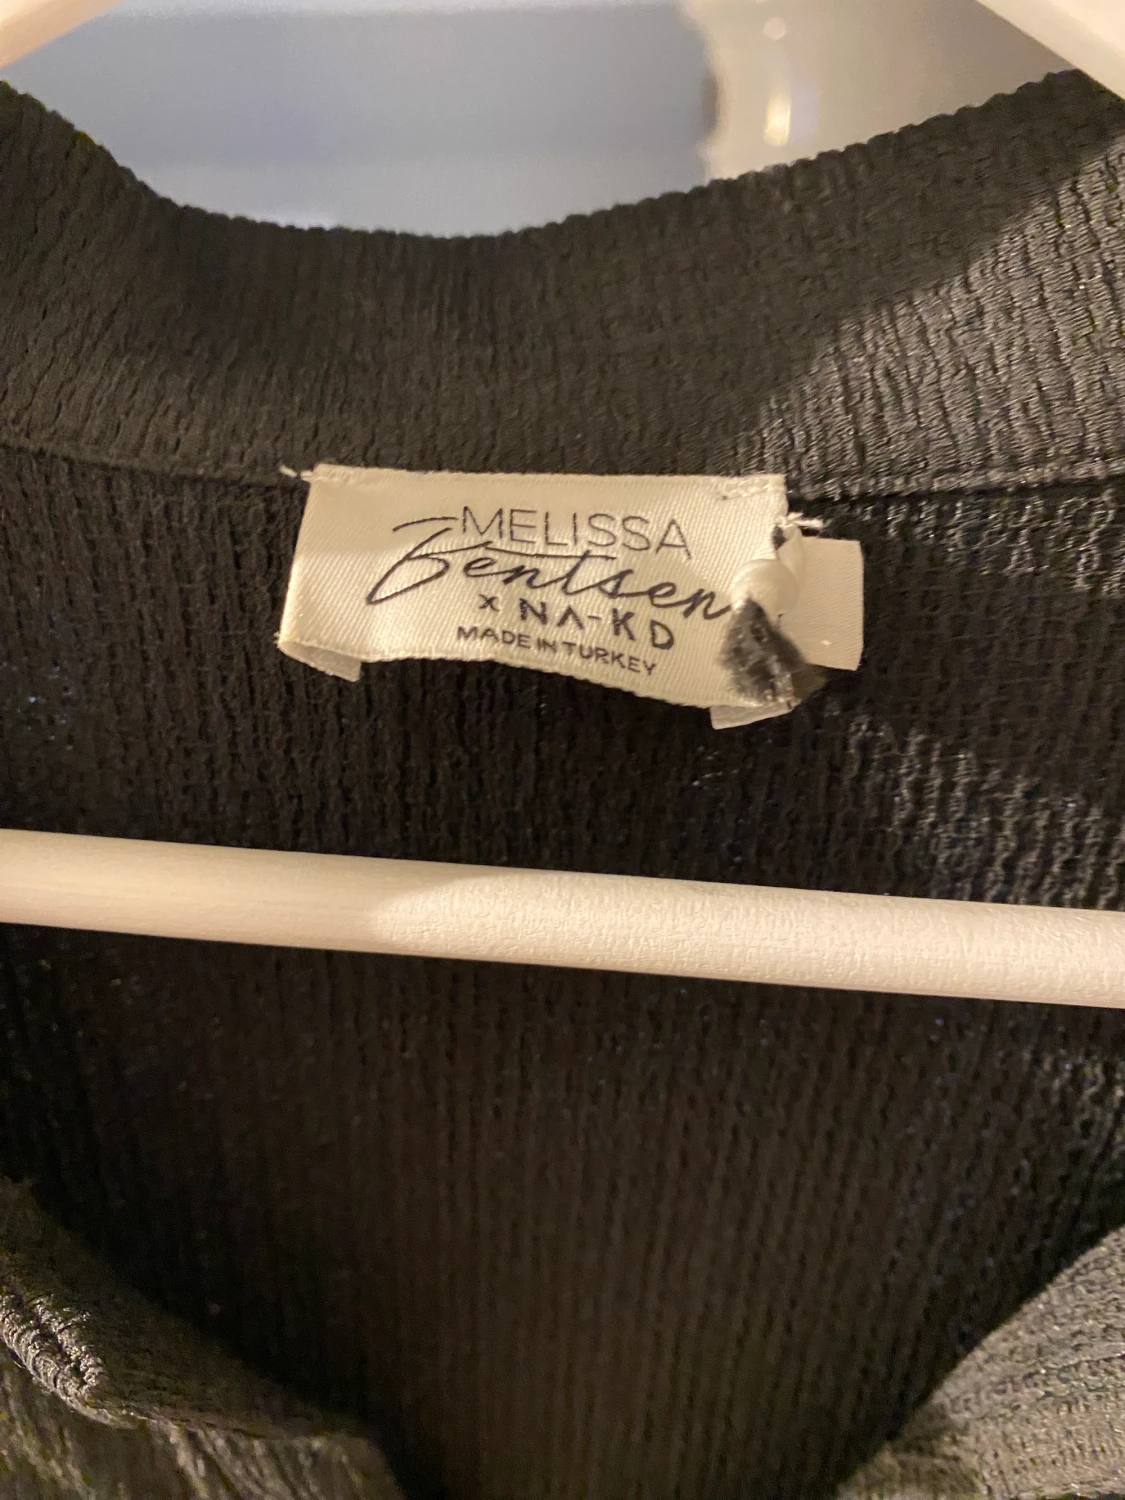 MELISSA
Bentsen
x NA-KD
MADE IN TURKEY